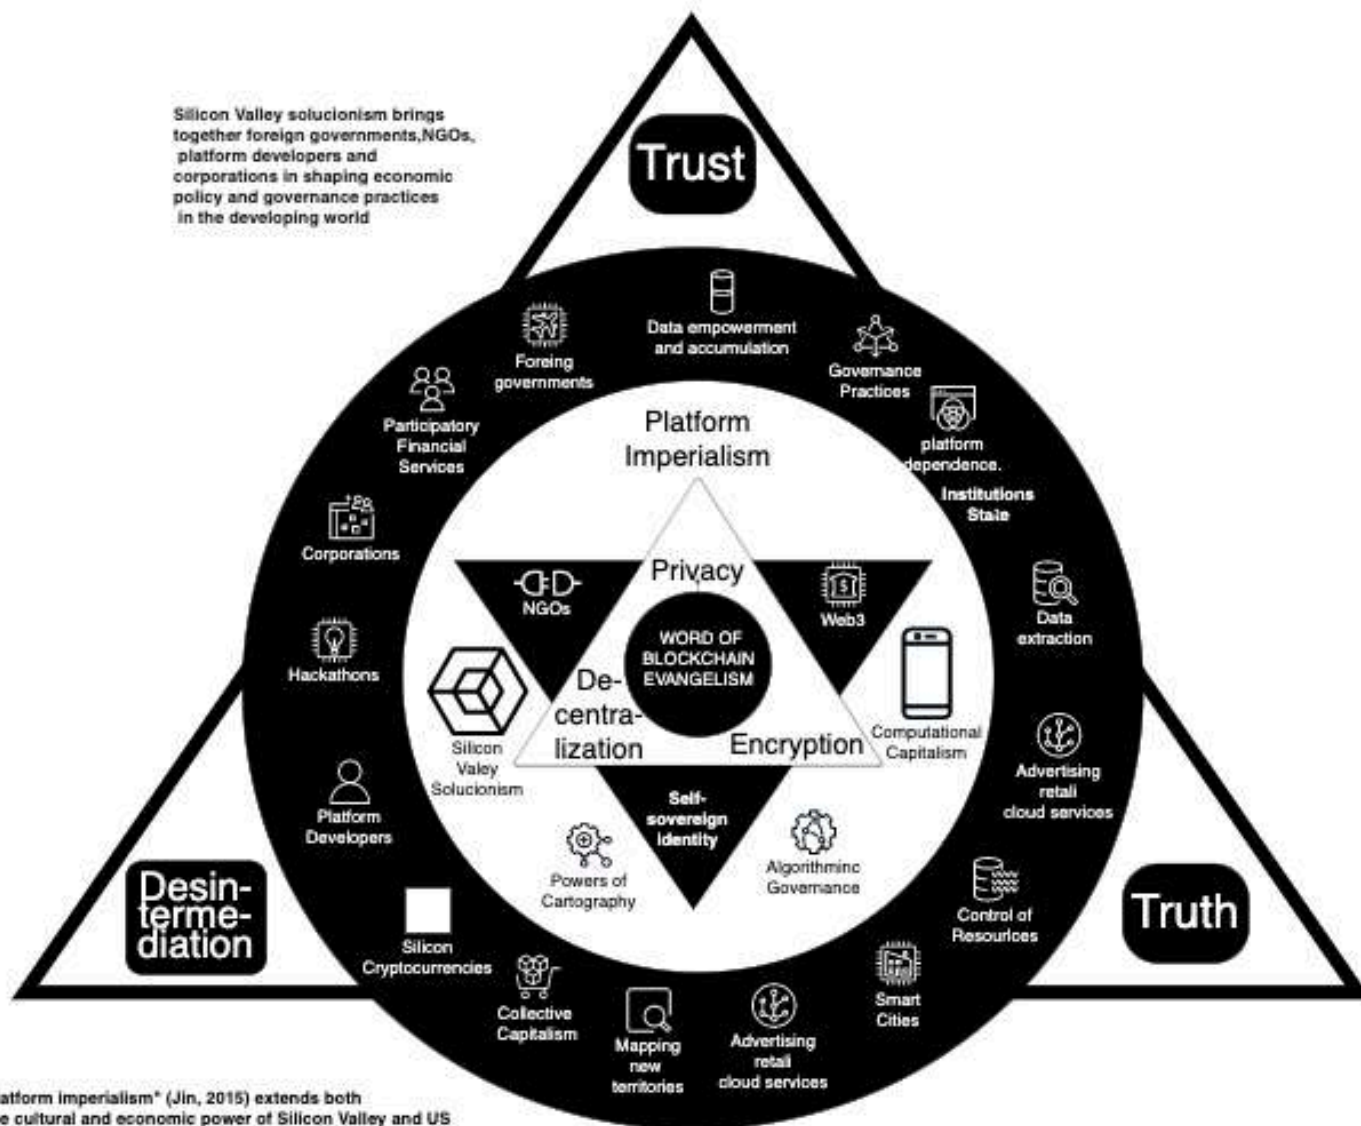 Silicon Valley solucionism brings
together foreign governments,NGOs,
platform developers and
corporations in shaping economic
policy and governance practices
in the developing world
Trust
Data empowerment
and accumulation
Foreing
governments
Governance
Practices
Participatory
Financial
Services
platform
dependence.
Institutions
State
Corporations
Data
extraction
Hackathons
Advertising
retali
cloud services
Platform
Developers
Control of
Resourlces
Silicon
Cryptocurrencies
Smart
Cities
Collective
Capitalism
Mapping
new
territories
Advertising
retali
cloud services
Platform
Imperialism
Privacy
NGOs
Web3
WORD OF
BLOCKCHAIN
EVANGELISM
De-
centra-
lization
Encryption
Silicon
Valey
Solucionism
Computational
Capitalism
Self-
sovereign
Identity
Powers of
Cartography
Algorithminc
Governance
Desin-
terme-
diation
Truth
atform imperialism" (Jin, 2015) extends both
e cultural and economic power of Silicon Valley and US